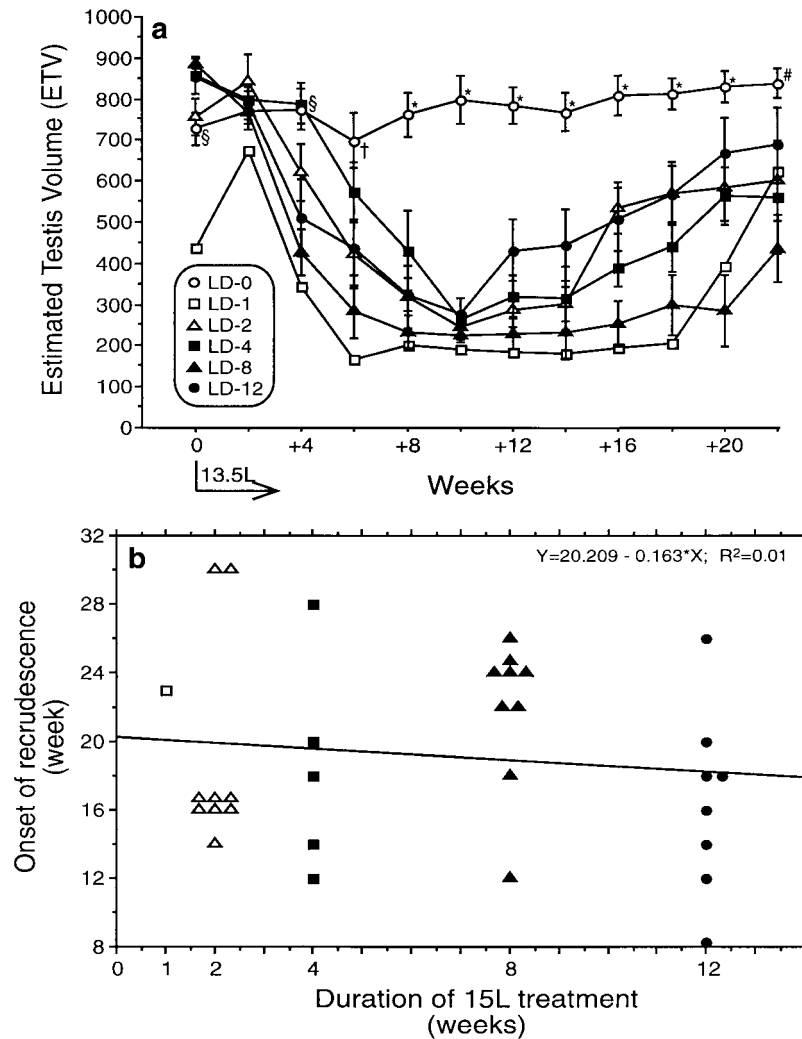 a
1000
900
800
700
600
500
400
300
200
100
0
Estimated Testis Volume (ETV)
§
§
†
*
*
*
*
*
*
*
#
LD-0
LD-1
LD-2
LD-4
LD-8
LD-12
0
+4
+8
+12
+16
+20
13.5L
Weeks
b
Y=20.209 - 0.163*X; R²=0.01
32
28
24
20
16
12
8
Onset of recrudescence
(week)
0
1
2
4
8
12
Duration of 15L treatment
(weeks)